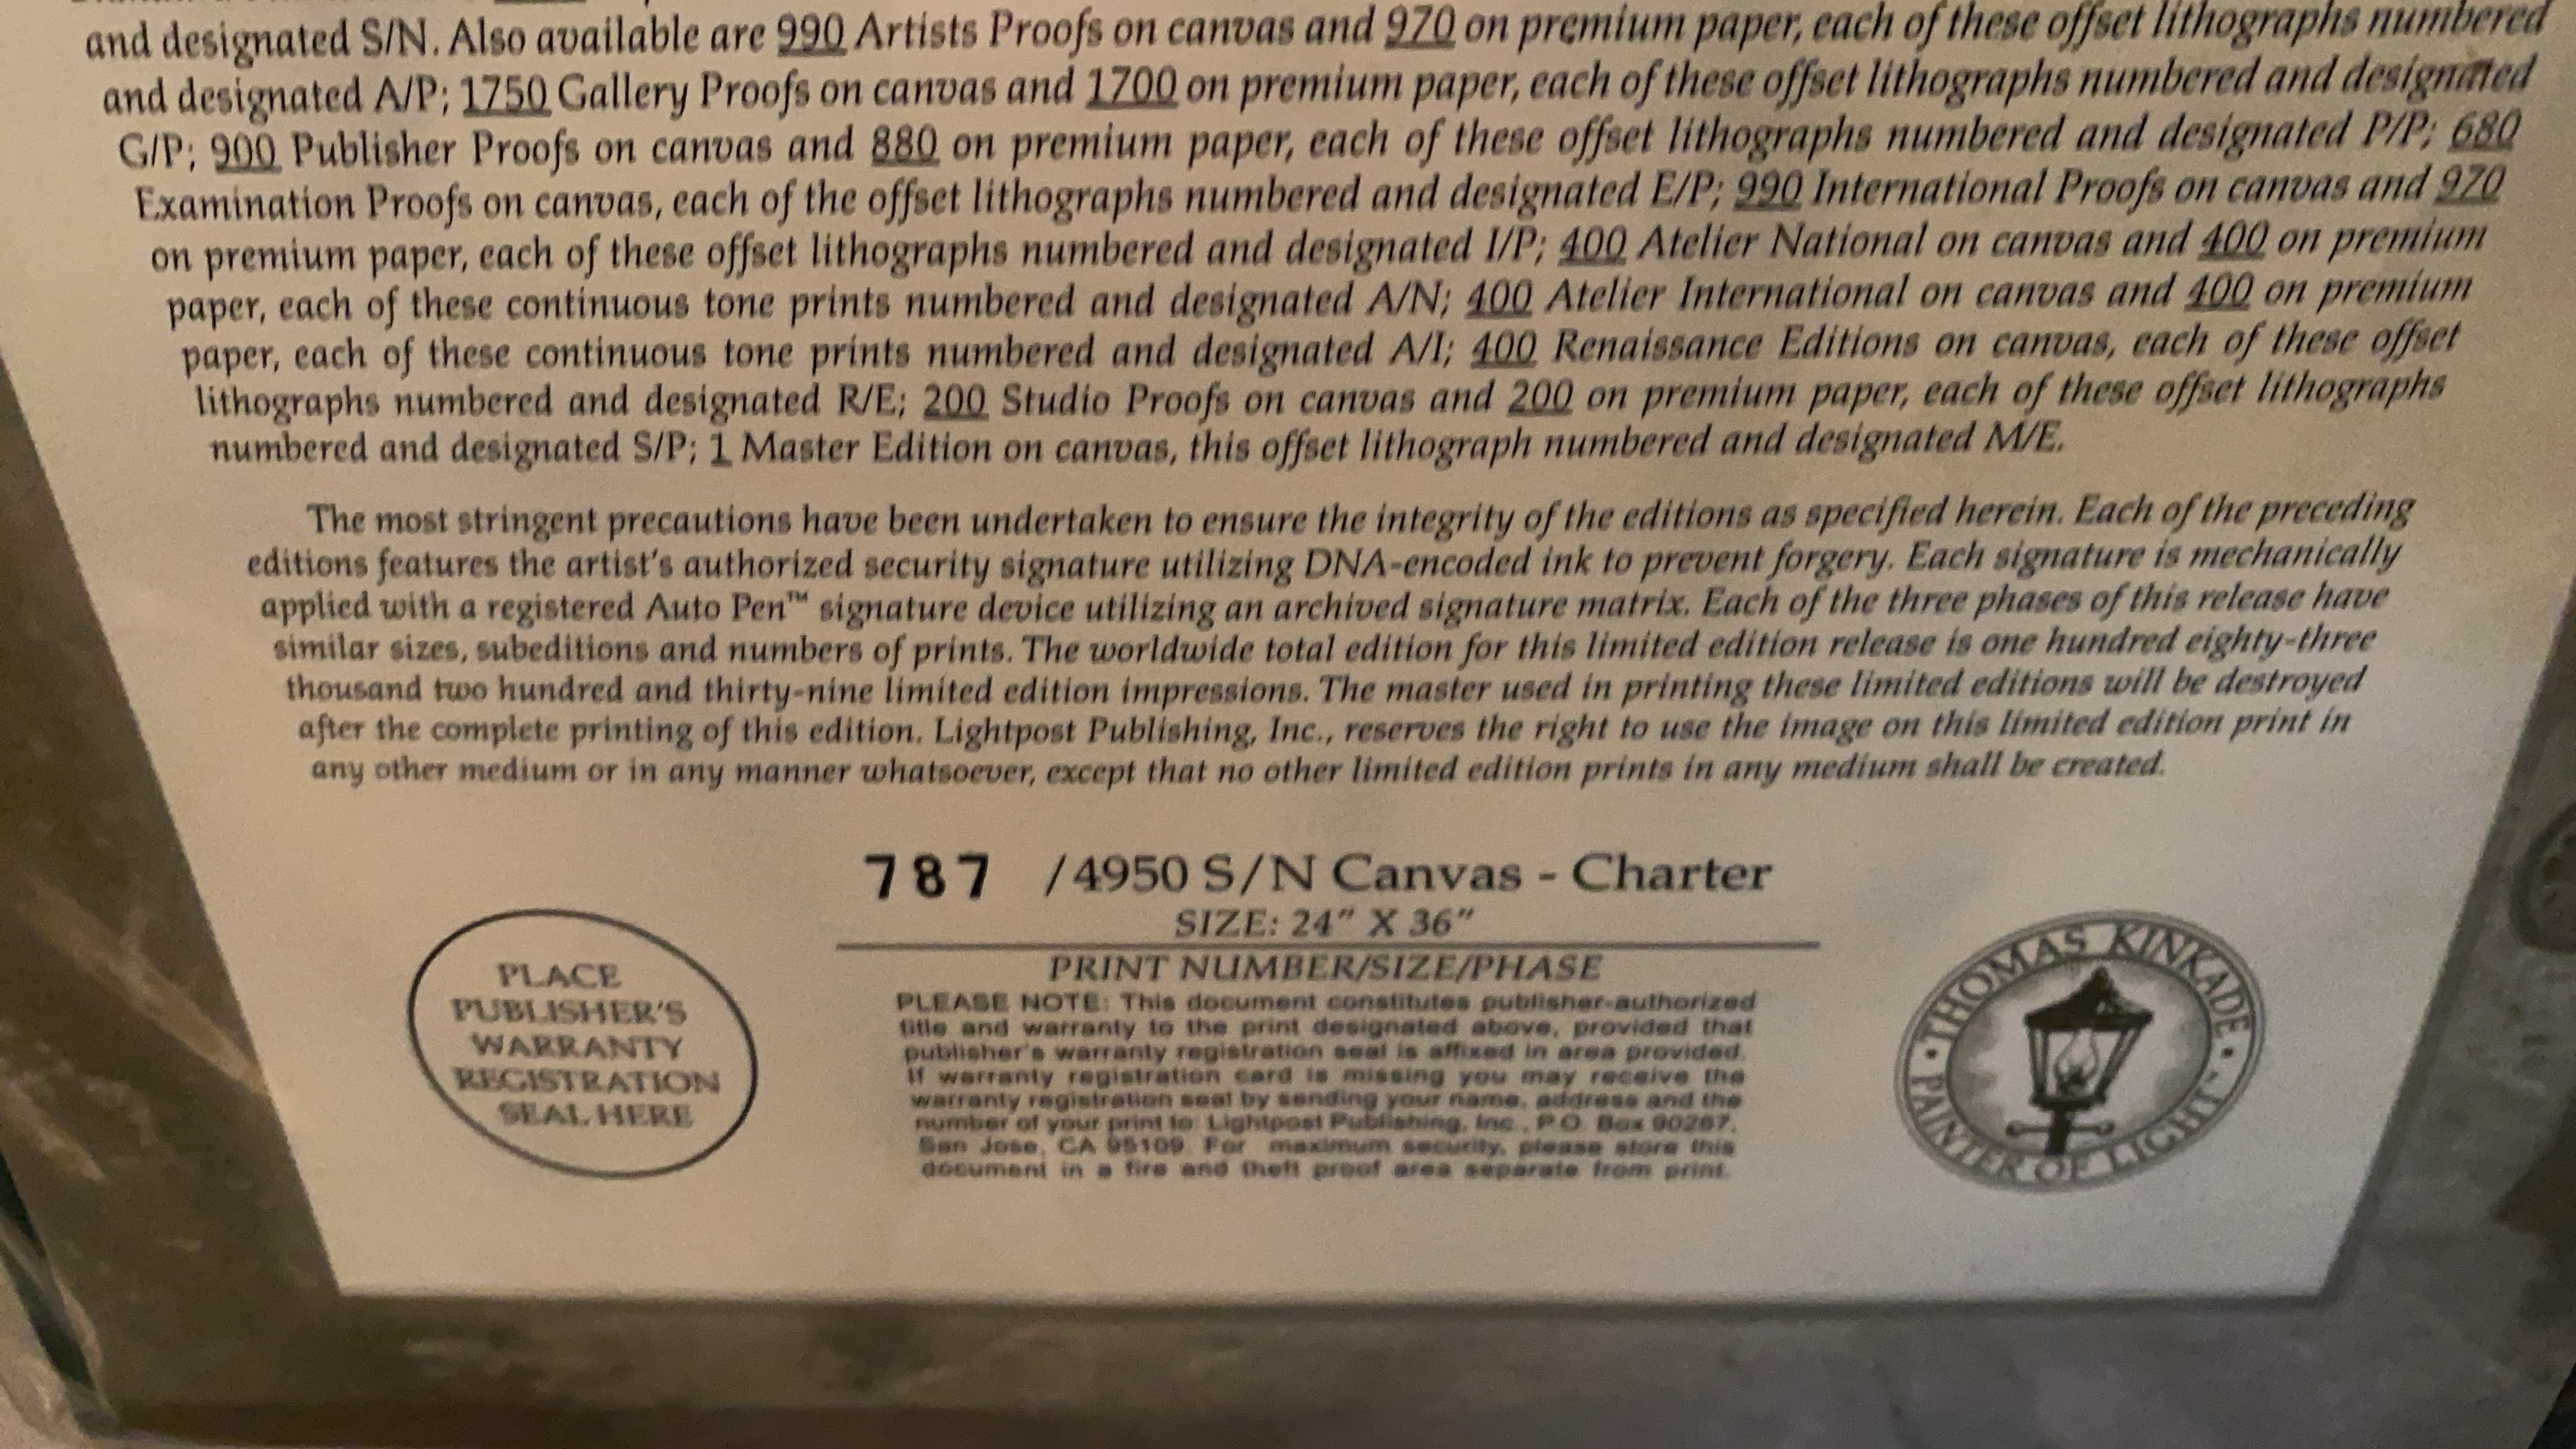 and designated S/N. Also available are 990 Artists Proofs on canvas and 970 on premium paper, each of these offset lithographs numbered
and designated A/P; 1750 Gallery Proofs on canvas and 1700 on premium paper, each of these offset lithographs numbered and designated
G/P; 900 Publisher Proofs on canvas and 880 on premium paper, each of these offset lithographs numbered and designated P/P; 680
Examination Proofs on canvas, each of the offset lithographs numbered and designated E/P; 990 International Proofs on canvas and 970
on premium paper, each of these offset lithographs numbered and designated I/P; 400 Atelier National on canvas and 400 on premium
paper, each of these continuous tone prints numbered and designated A/N; 400 Atelier International on canvas and 400 on premium
paper, each of these continuous tone prints numbered and designated A/I; 400 Renaissance Editions on canvas, each of these offset
lithographs numbered and designated R/E; 200 Studio Proofs on canvas and 200 on premium paper, each of these offset lithographs
numbered and designated S/P; 1 Master Edition on canvas, this offset lithograph numbered and designated M/E.
The most stringent precautions have been undertaken to ensure the integrity of the editions as specified herein. Each of the preceding
editions features the artist's authorized security signature utilizing DNA-encoded ink to prevent forgery. Each signature is mechanically
applied with a registered Auto Pen™ signature device utilizing an archived signature matrix. Each of the three phases of this release have
similar sizes, subeditions and numbers of prints. The worldwide total edition for this limited edition release is one hundred eighty-three
thousand two hundred and thirty-nine limited edition impressions. The master used in printing these limited editions will be destroyed
after the complete printing of this edition. Lightpost Publishing, Inc., reserves the right to use the image on this limited edition print in
any other medium or in any manner whatsoever, except that no other limited edition prints in any medium shall be created.
787 /4950 S/N Canvas - Charter
SIZE: 24" X 36"
PRINT NUMBER/SIZE/PHASE
PLEASE NOTE: This document constitutes publisher-authorized
title and warranty to the print designated above, provided that
publisher's warranty registration seal is affixed in area provided.
If warranty registration card is missing you may receive the
warranty registration seal by sending your name, address and the
number of your print to: Lightpost Publishing, Inc., P.O. Box 90267,
San Jose, CA 95109. For maximum security, please store this
document in a fire and theft proof area separate from print.
PLACE
PUBLISHER'S
WARRANTY
REGISTRATION
SEAL HERE
THOMAS KINKADE
PAINTER OF LIGHT